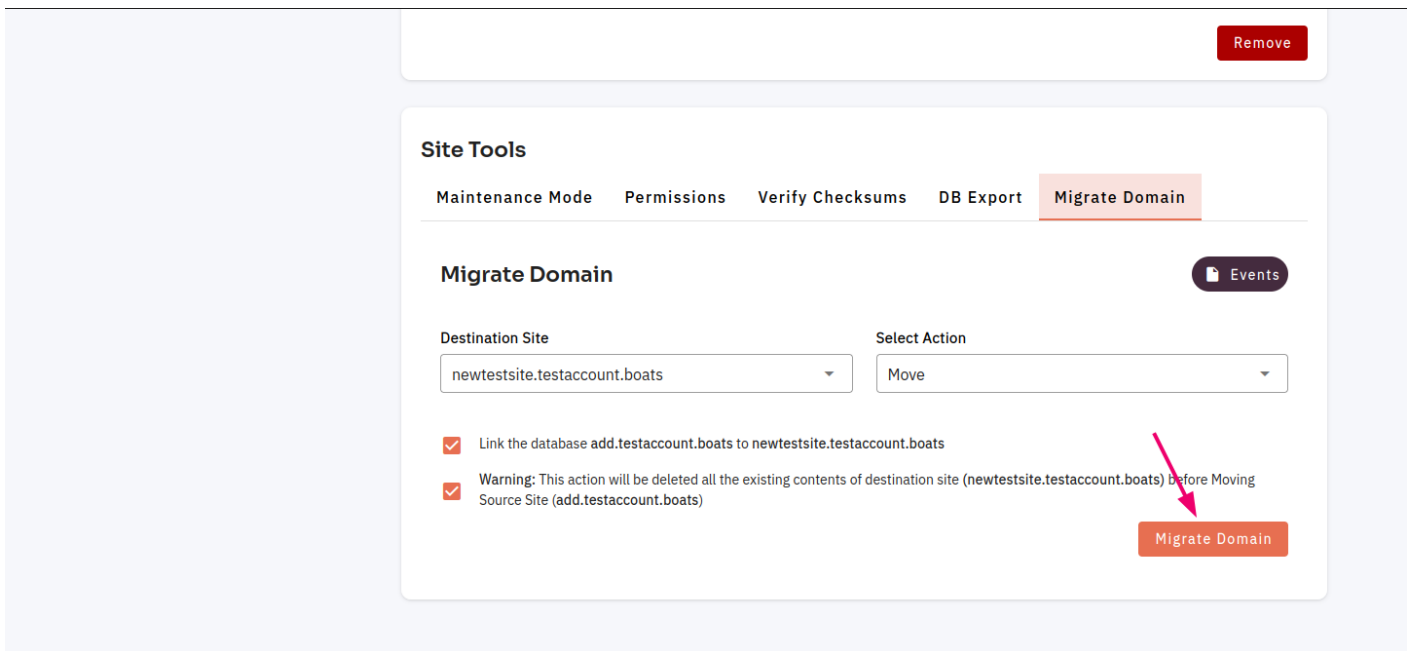 Remove
Site Tools
Maintenance Mode Permissions Verify Checksums DB Export Migrate Domain
Migrate Domain
Events
Destination Site Select Action
newtestsite.testaccount.boats Move
Link the database add.testaccount.boats to newtestsite.testaccount.boats
Warning: This action will be deleted all the existing contents of destination site (newtestsite.testaccount.boats) before Moving
Source Site (add.testaccount.boats)
Migrate Domain